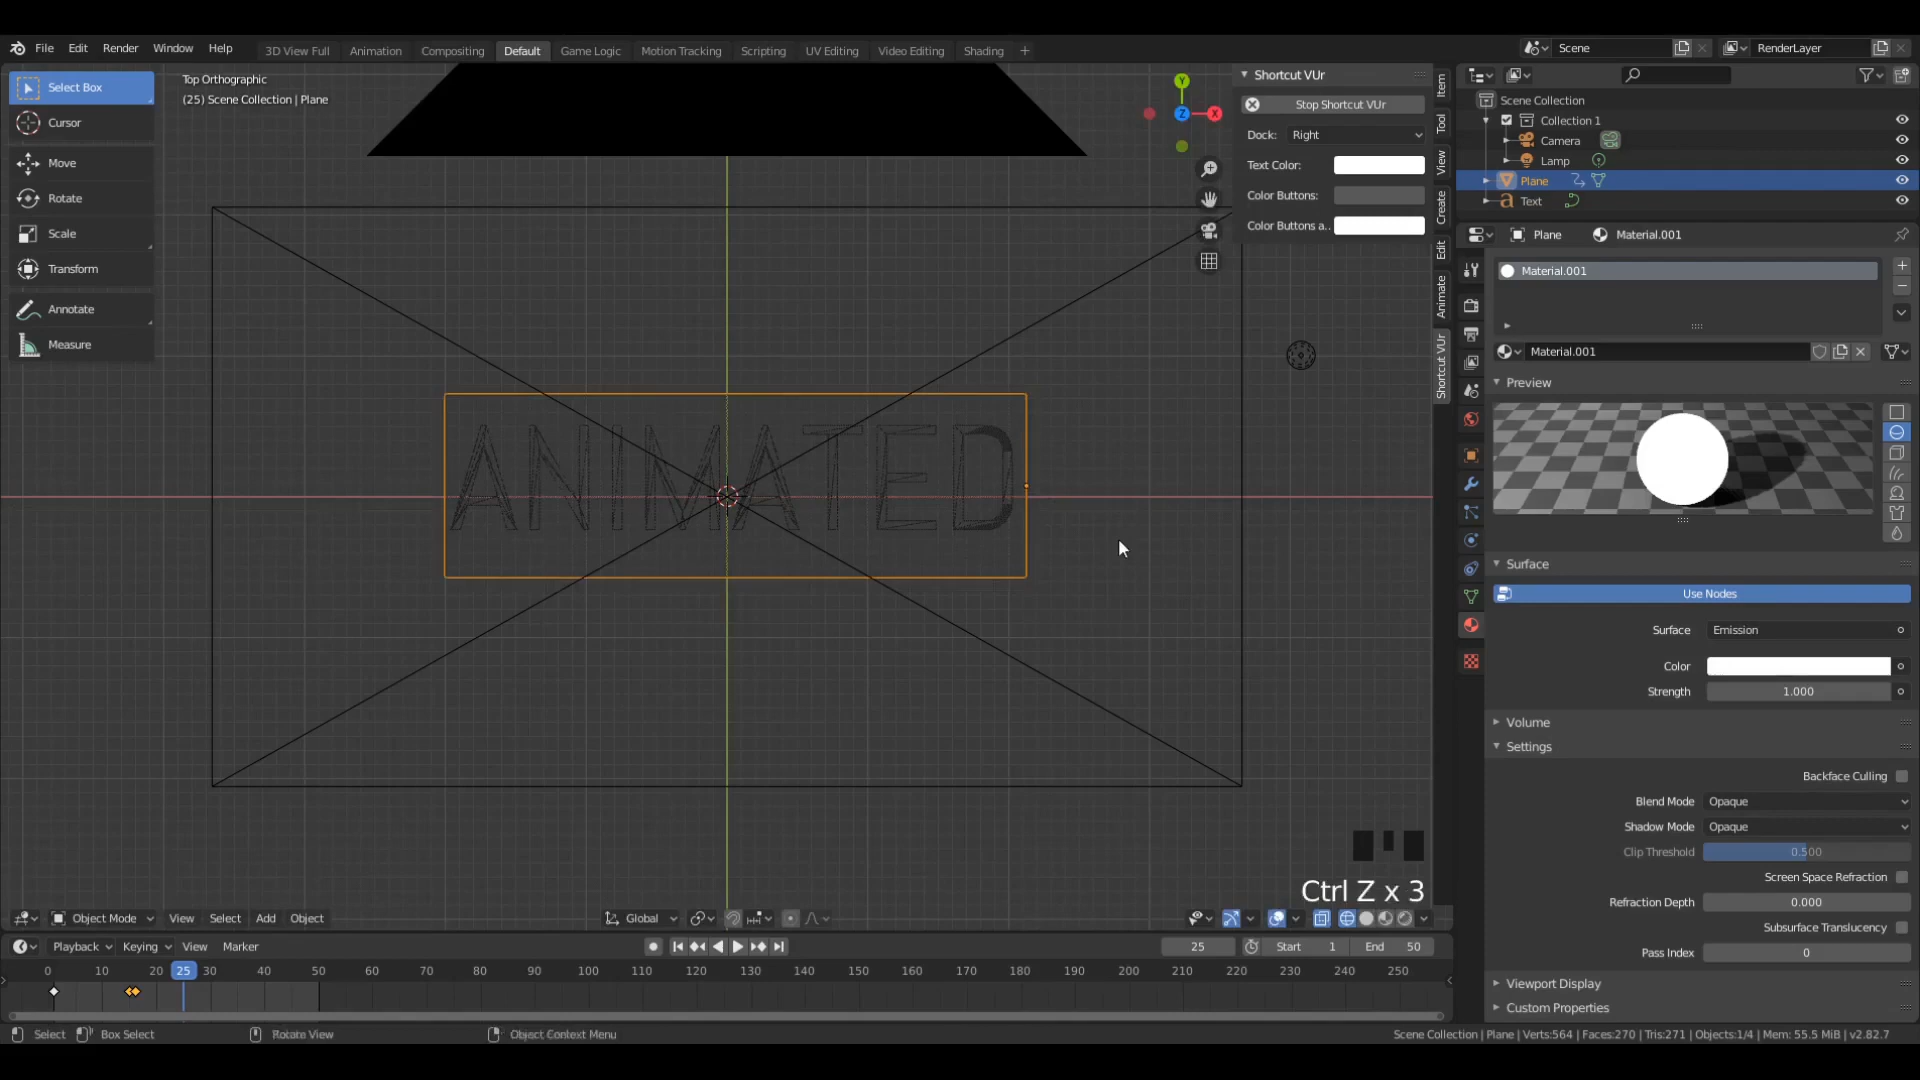 File Edit Render Window Help 3D View Full Animation Compositing Default Game Logic Motion Tracking Scripting UV Editing Video Editing Shading + Scene RenderLayer
Select Box
Cursor
Move
Rotate
Scale
Transform
Annotate
Measure
Top Orthographic
(25) Scene Collection | Plane
Y
Z
X
ANIMATED
Shortcut VUr
Stop Shortcut VUr
Dock: Right
Text Color:
Color Buttons:
Color Buttons a..
Item
Tool
View
Create
Edit
Animate
Shortcut VUr
Ctrl Z x 3
Scene Collection
Collection 1
Camera
Lamp
Plane
Text
Plane Material.001
Material.001
Material.001
Preview
Surface
Use Nodes
Surface Emission
Color
Strength 1.000
Volume
Settings
Backface Culling
Blend Mode Opaque
Shadow Mode Opaque
Clip Threshold 0.500
Screen Space Refraction
Refraction Depth 0.000
Subsurface Translucency
Pass Index 0
Viewport Display
Custom Properties
Object Mode View Select Add Object Global
Playback Keying View Marker 25 Start 1 End 50
0 10 20 25 30 40 50 60 70 80 90 100 110 120 130 140 150 160 170 180 190 200 210 220 230 240 250
Select Box Select Rotate View Object Context Menu Scene Collection | Plane | Verts:564 | Faces:270 | Tris:271 | Objects:1/4 | Mem: 55.5 MiB | v2.82.7